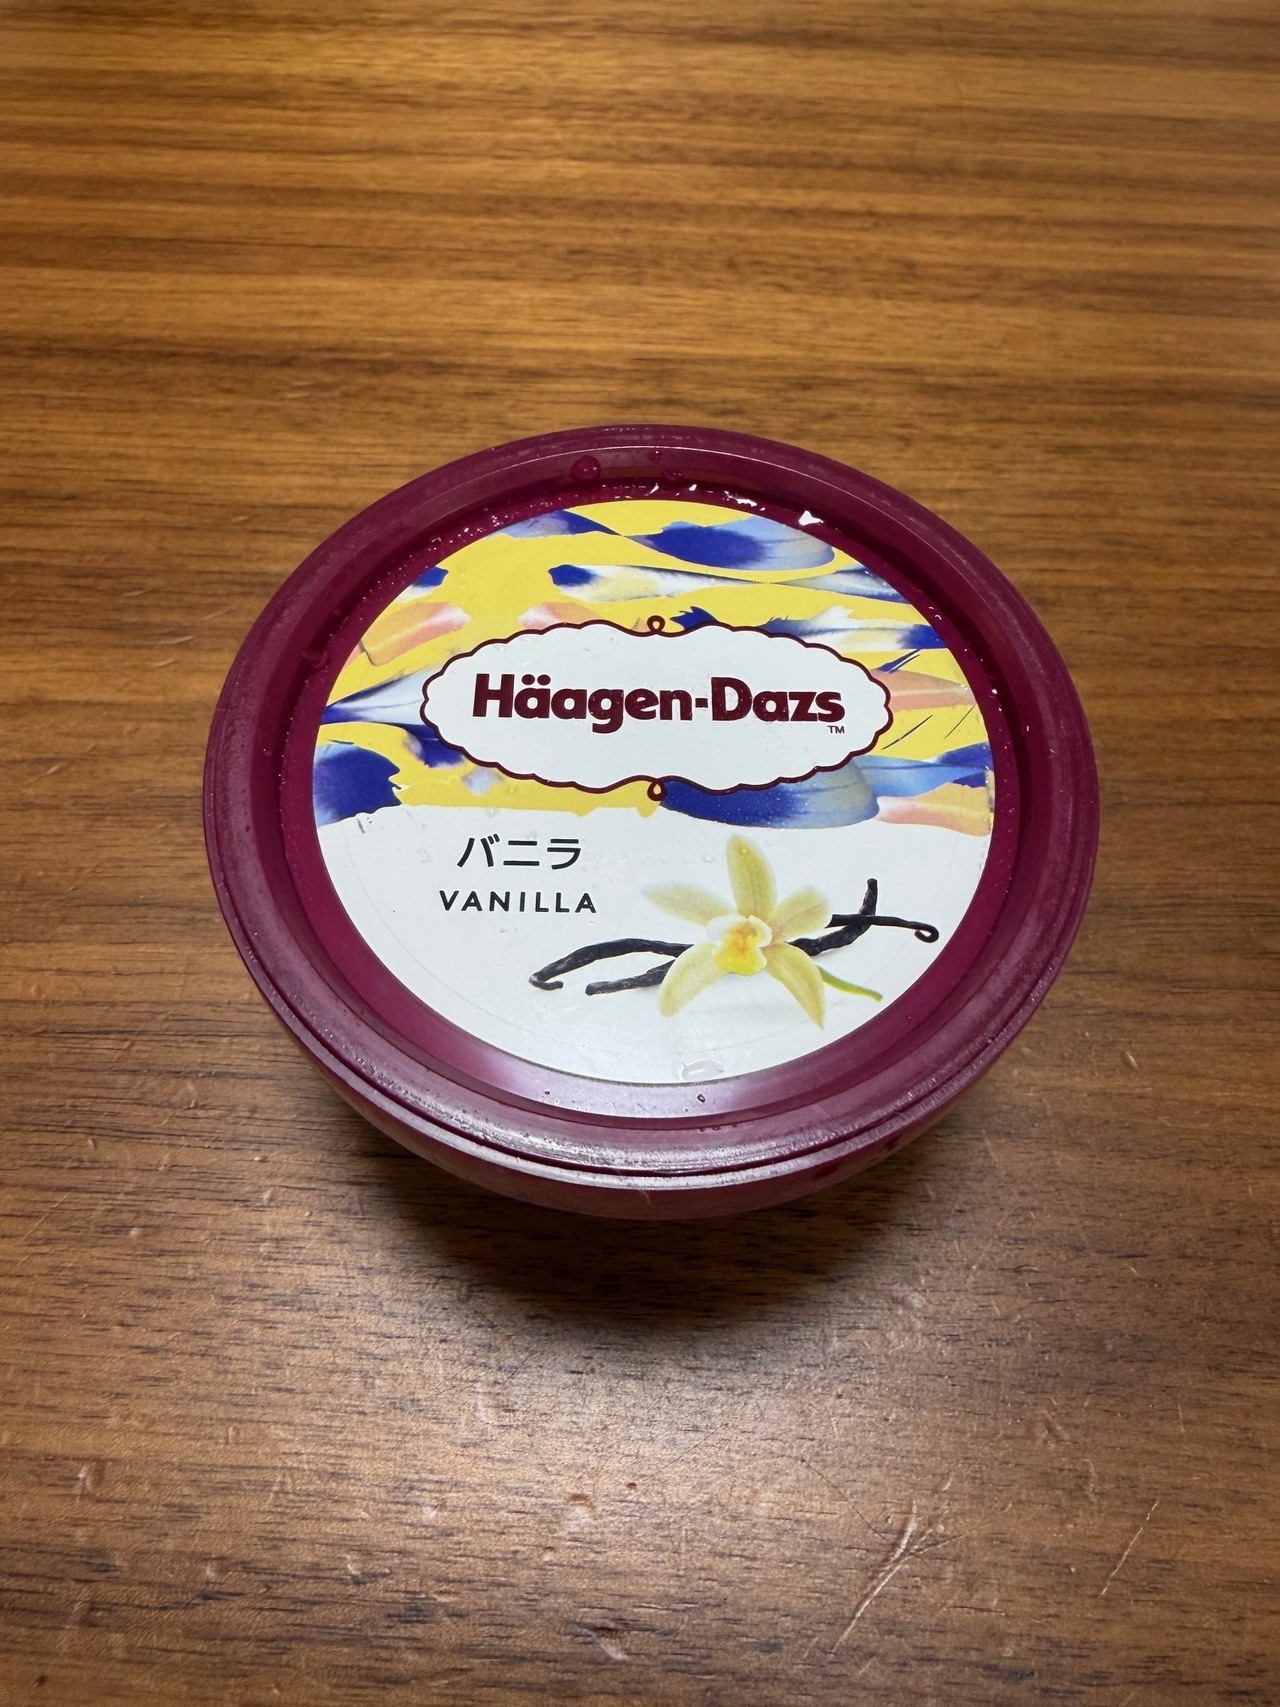 Häagen-Dazs
TM
バニラ
VANILLA